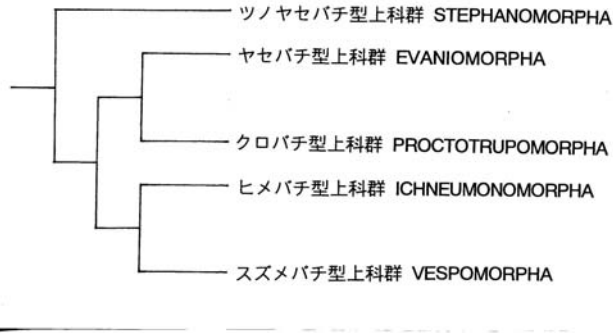 ツノヤセバチ型上科群 STEPHANOMORPHA
ヤセバチ型上科群 EVANIOMORPHA
クロバチ型上科群 PROCTOTRUPOMORPHA
ヒメバチ型上科群 ICHNEUMONOMORPHA
スズメバチ型上科群 VESPOMORPHA